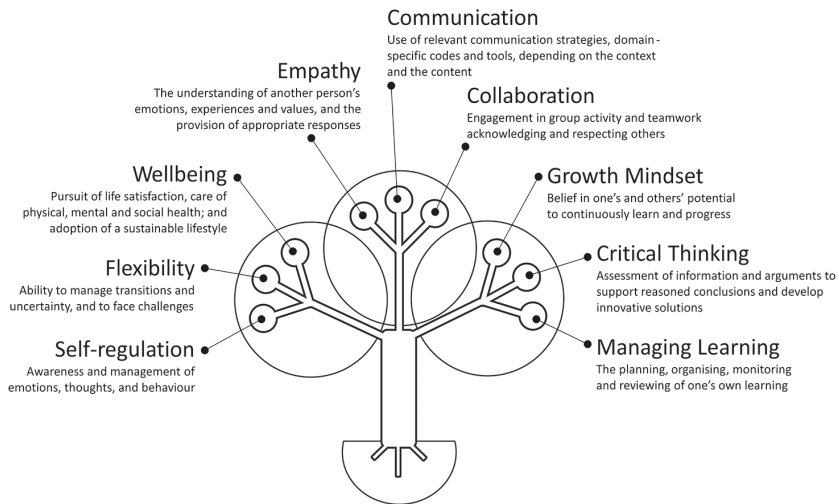 Communication
Use of relevant communication strategies, domain-
specific codes and tools, depending on the context
and the content
Empathy
The understanding of another person's
emotions, experiences and values, and the
provision of appropriate responses
Collaboration
Engagement in group activity and teamwork
acknowledging and respecting others
Wellbeing
Pursuit of life satisfaction, care of
physical, mental and social health; and
adoption of a sustainable lifestyle
Growth Mindset
Belief in one's and others' potential
to continuously learn and progress
Flexibility
Ability to manage transitions and
uncertainty, and to face challenges
Critical Thinking
Assessment of information and arguments to
support reasoned conclusions and develop
innovative solutions
Self-regulation
Awareness and management of
emotions, thoughts, and behaviour
Managing Learning
The planning, organising, monitoring
and reviewing of one's own learning